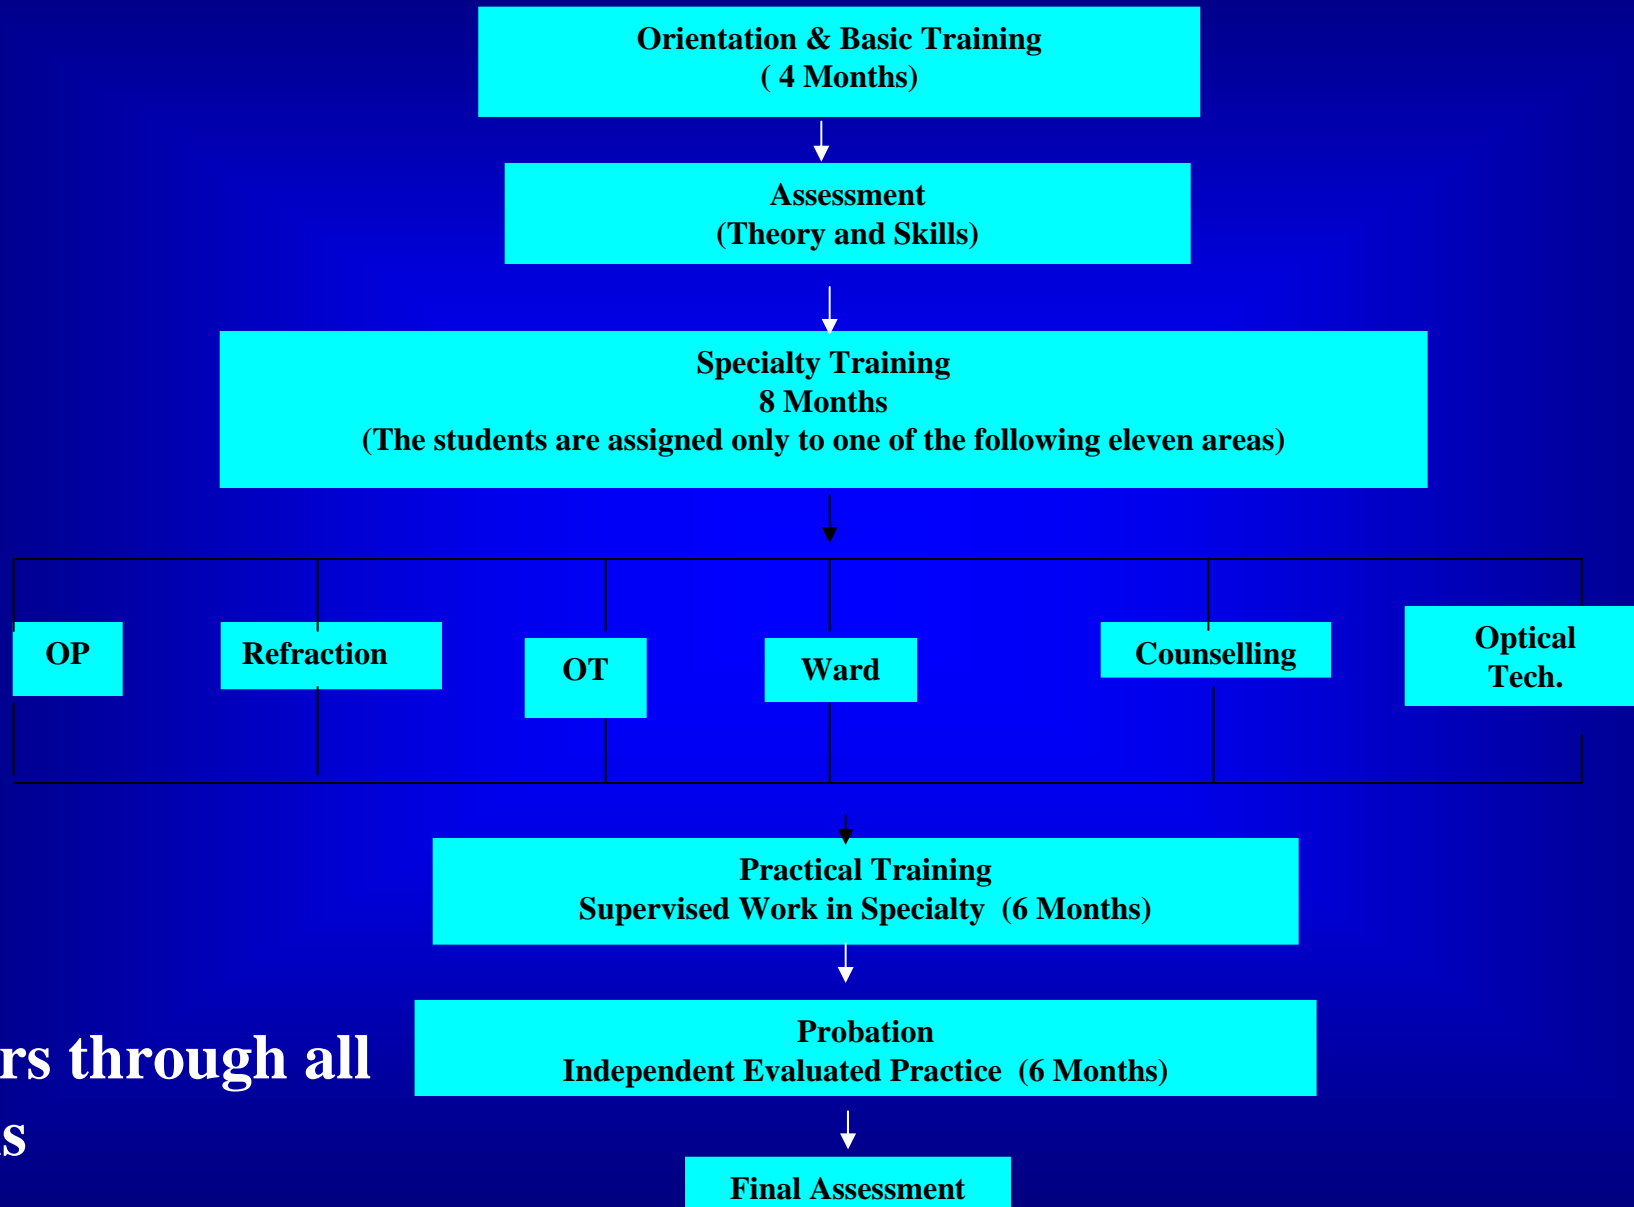 Orientation & Basic Training
( 4 Months)
Assessment
(Theory and Skills)
Specialty Training
8 Months
(The students are assigned only to one of the following eleven areas)
OP
Refraction
OT
Ward
Counselling
Optical
Tech.
Practical Training
Supervised Work in Specialty (6 Months)
Probation
Independent Evaluated Practice (6 Months)
rs through all
Final Assessment